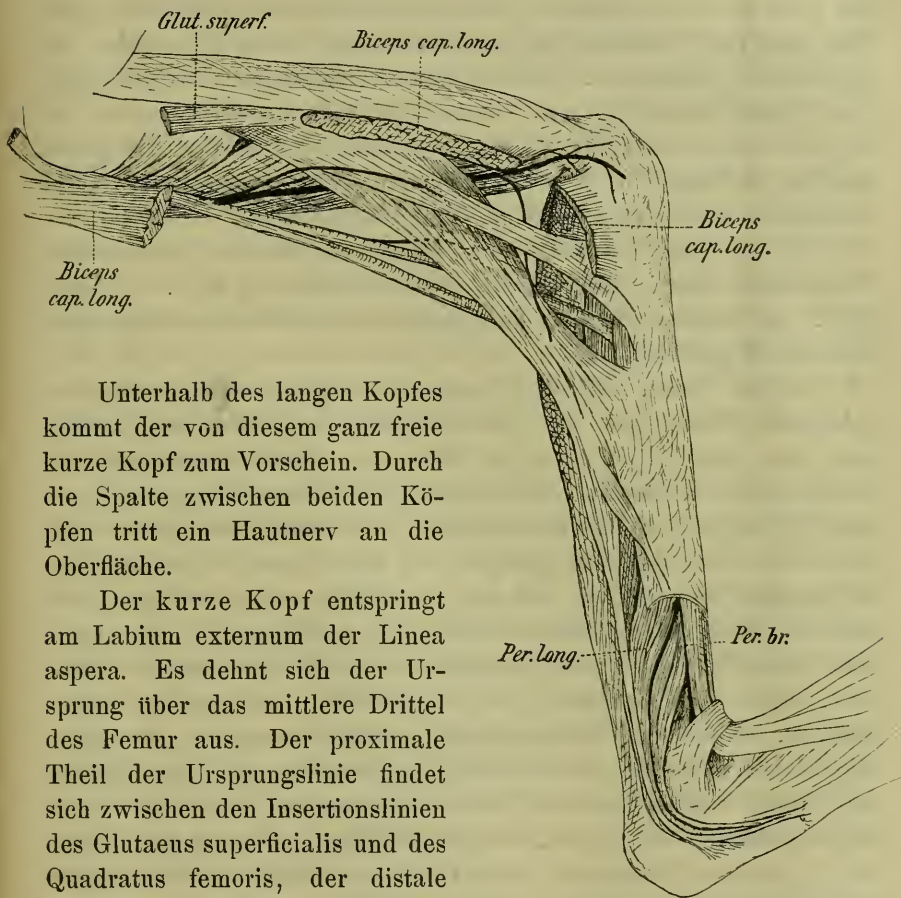 Glut. superf.
Biceps cap. long.
Biceps
cap. long.
Biceps
cap. long.
Unterhalb des langen Kopfes
kommt der von diesem ganz freie
kurze Kopf zum Vorschein. Durch
die Spalte zwischen beiden Kö-
pfen tritt ein Hautnerv an die
Oberfläche.
Der kurze Kopf entspringt
am Labium externum der Linea
aspera. Es dehnt sich der Ur-
sprung über das mittlere Drittel
des Femur aus. Der proximale
Theil der Ursprungslinie findet
sich zwischen den Insertionslinien
des Glutaeus superficialis und des
Quadratus femoris, der distale
Per. long.
Per. br.